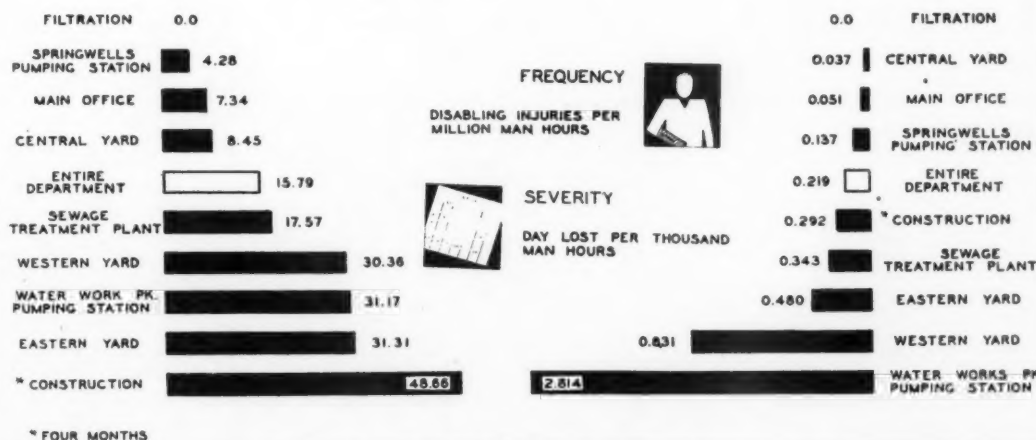 FILTRATION 0.0
SPRINGWELLS
PUMPING STATION 4.28
MAIN OFFICE 7.34
CENTRAL YARD 8.45
ENTIRE
DEPARTMENT 15.79
SEWAGE
TREATMENT PLANT 17.57
WESTERN YARD 30.36
WATER WORK PK.
PUMPING STATION 31.17
EASTERN YARD 31.31
* CONSTRUCTION 48.66
* FOUR MONTHS
FREQUENCY
DISABLING INJURIES PER
MILLION MAN HOURS
SEVERITY
DAY LOST PER THOUSAND
MAN HOURS
0.0 FILTRATION
0.037 CENTRAL YARD
0.051 MAIN OFFICE
0.137 SPRINGWELLS
PUMPING STATION
0.219 ENTIRE
DEPARTMENT
0.292 * CONSTRUCTION
0.343 SEWAGE
TREATMENT PLANT
0.480 EASTERN YARD
0.831 WESTERN YARD
2.814 WATER WORKS PK.
PUMPING STATION